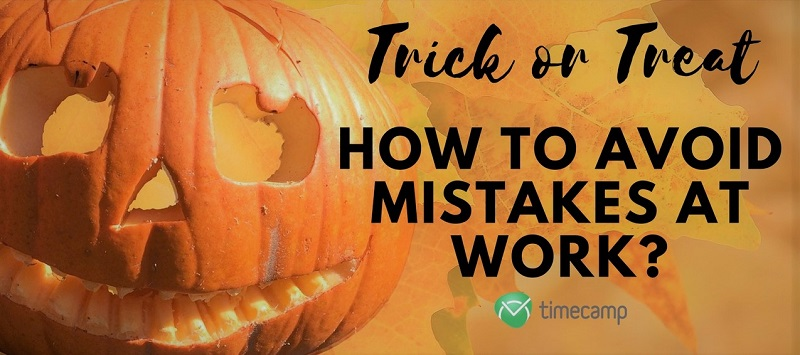 Trick or Treat
HOW TO AVOID
MISTAKES AT
WORK?
timecamp